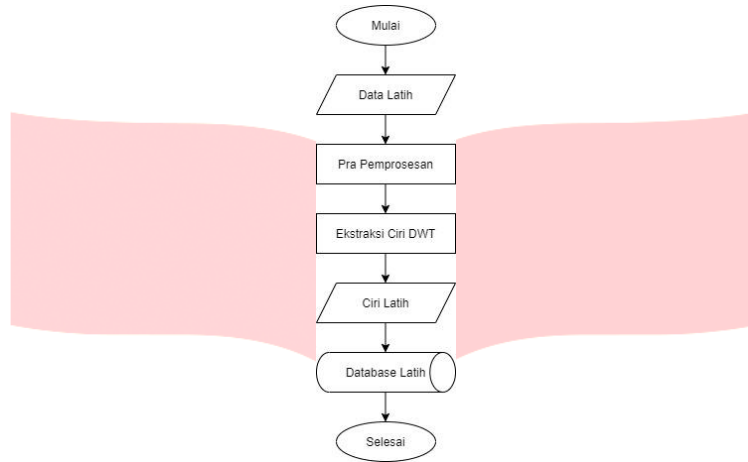 Mulai
Data Latih
Pra Pemprosesan
Ekstraksi Ciri DWT
Ciri Latih
Database Latih
Selesai